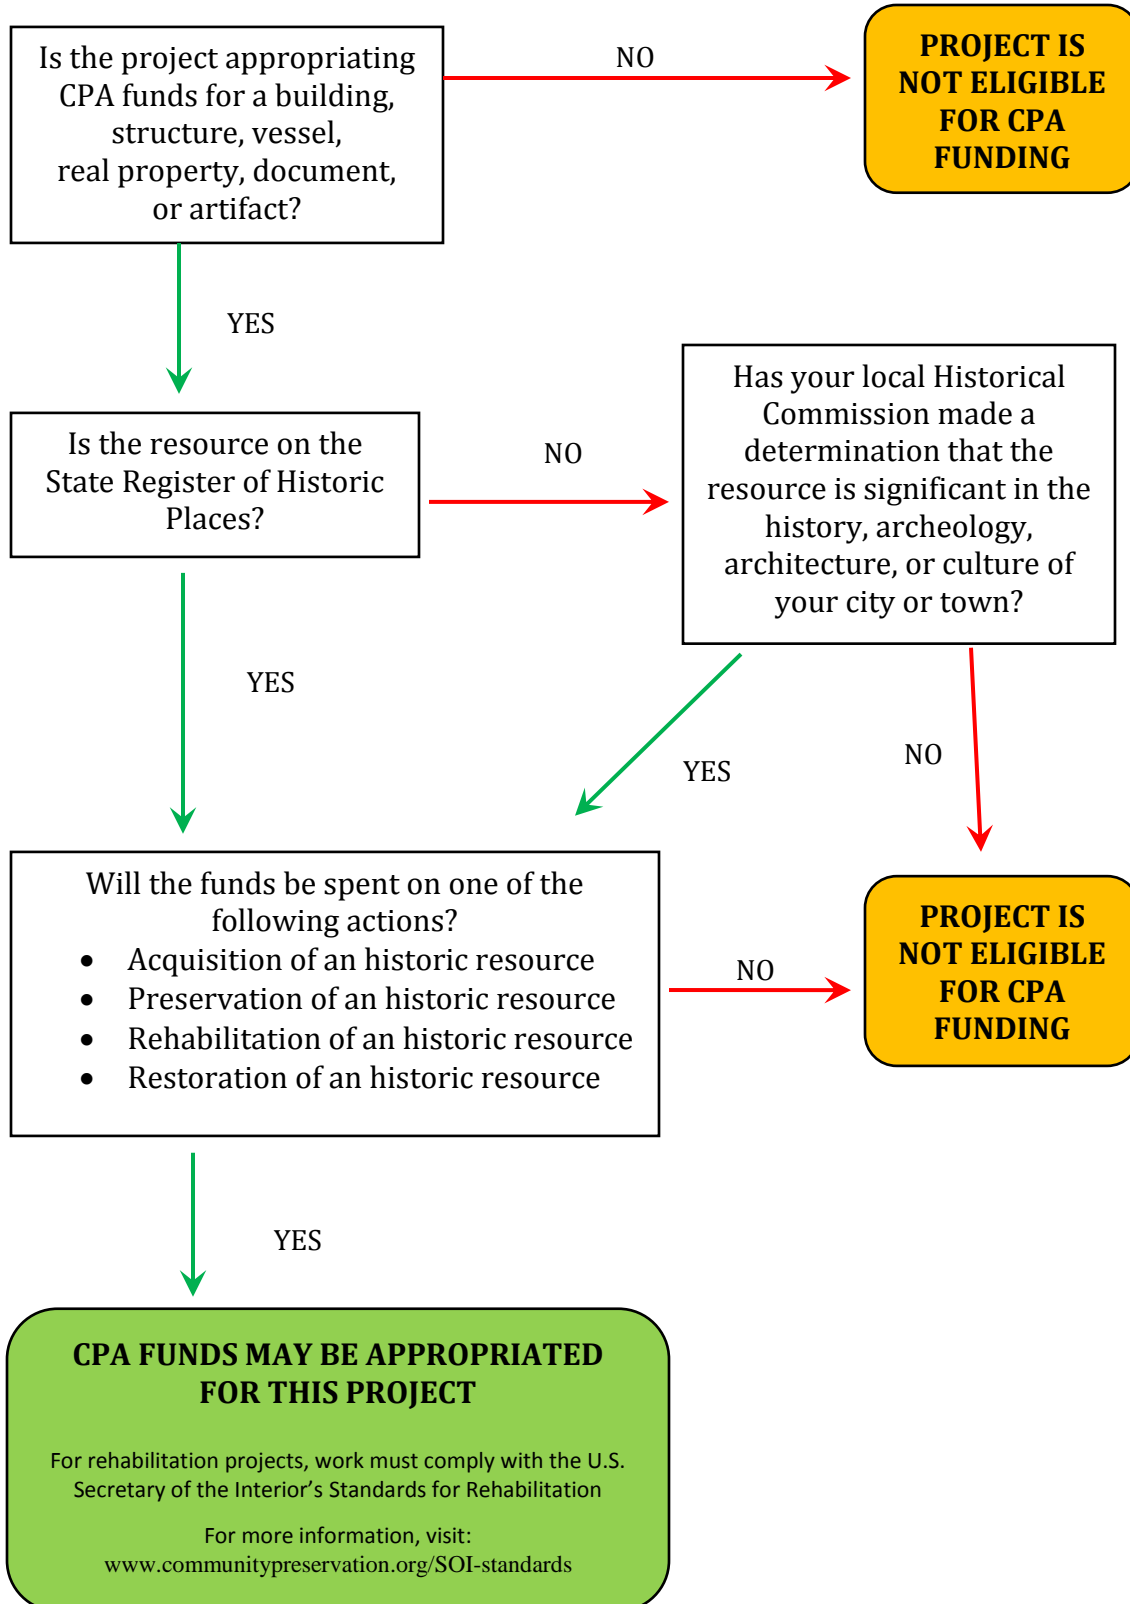 Is the project appropriating
CPA funds for a building,
structure, vessel,
real property, document,
or artifact?
NO
PROJECT IS
NOT ELIGIBLE
FOR CPA
FUNDING
YES
Is the resource on the
State Register of Historic
Places?
NO
Has your local Historical
Commission made a
determination that the
resource is significant in the
history, archeology,
architecture, or culture of
your city or town?
YES
YES
NO
Will the funds be spent on one of the
following actions?
• Acquisition of an historic resource
• Preservation of an historic resource
• Rehabilitation of an historic resource
• Restoration of an historic resource
NO
PROJECT IS
NOT ELIGIBLE
FOR CPA
FUNDING
YES
CPA FUNDS MAY BE APPROPRIATED
FOR THIS PROJECT
For rehabilitation projects, work must comply with the U.S.
Secretary of the Interior’s Standards for Rehabilitation
For more information, visit:
www.communitypreservation.org/SOI-standards